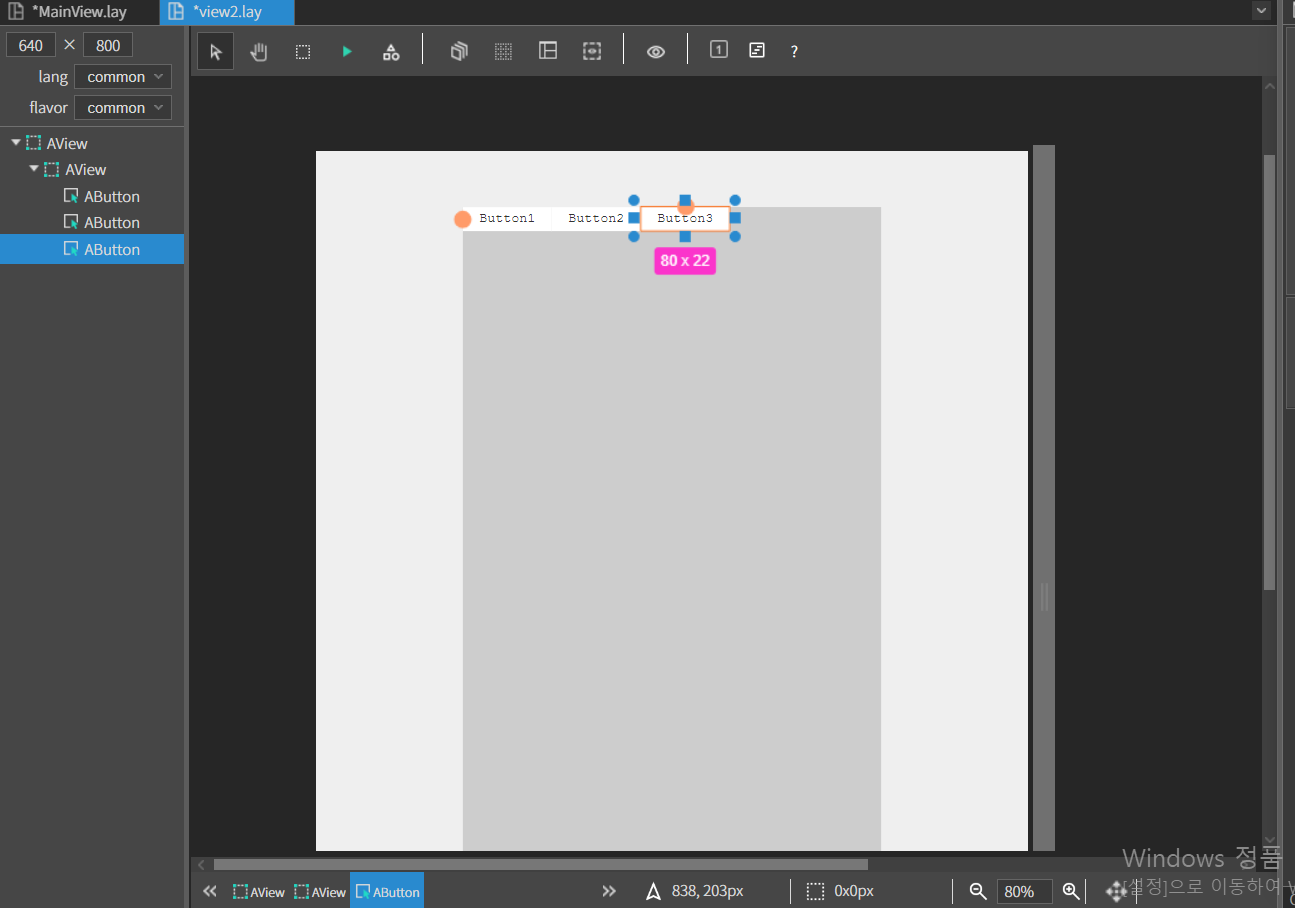 *MainView.lay
*view2.lay
640 × 800
lang common
flavor common
AView
AView
AButton
AButton
AButton
1
?
Button1 Button2 Button3
80 x 22
Windows 정품
[설정]으로 이동하여
AView AView AButton
838, 203px
0x0px
80%